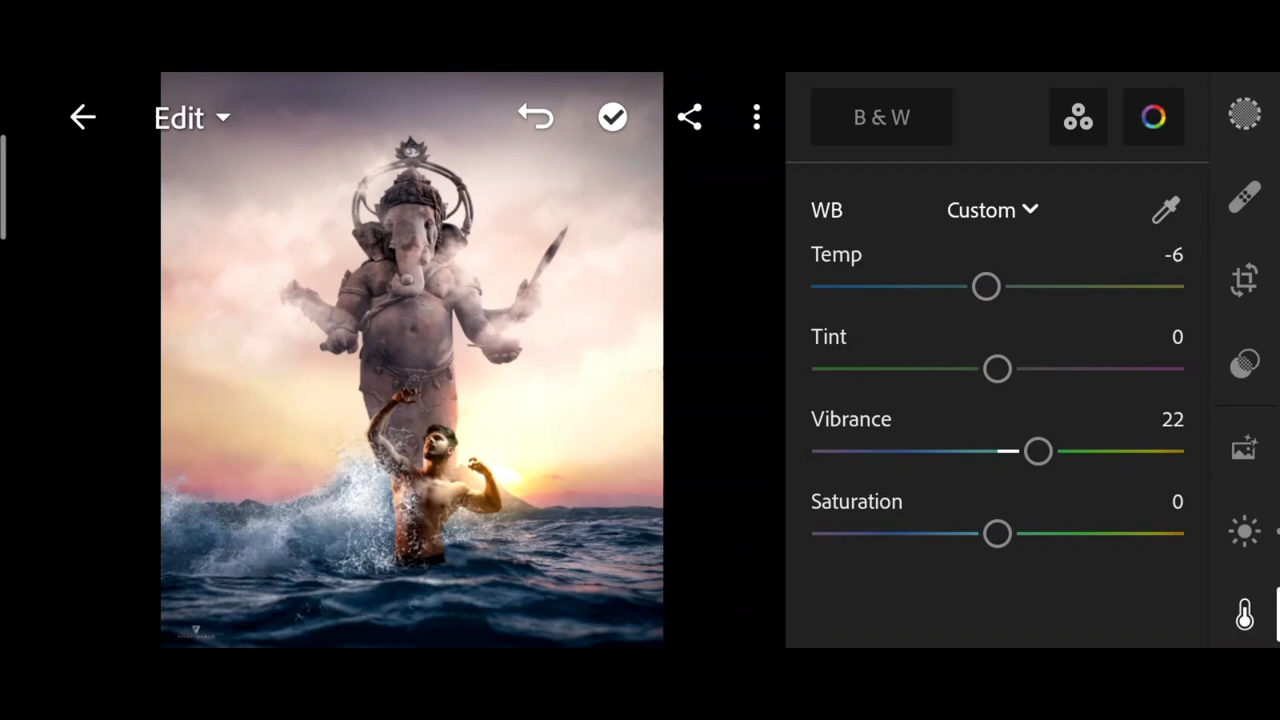 Edit
B & W
WB Custom
Temp -6
Tint 0
Vibrance 22
Saturation 0